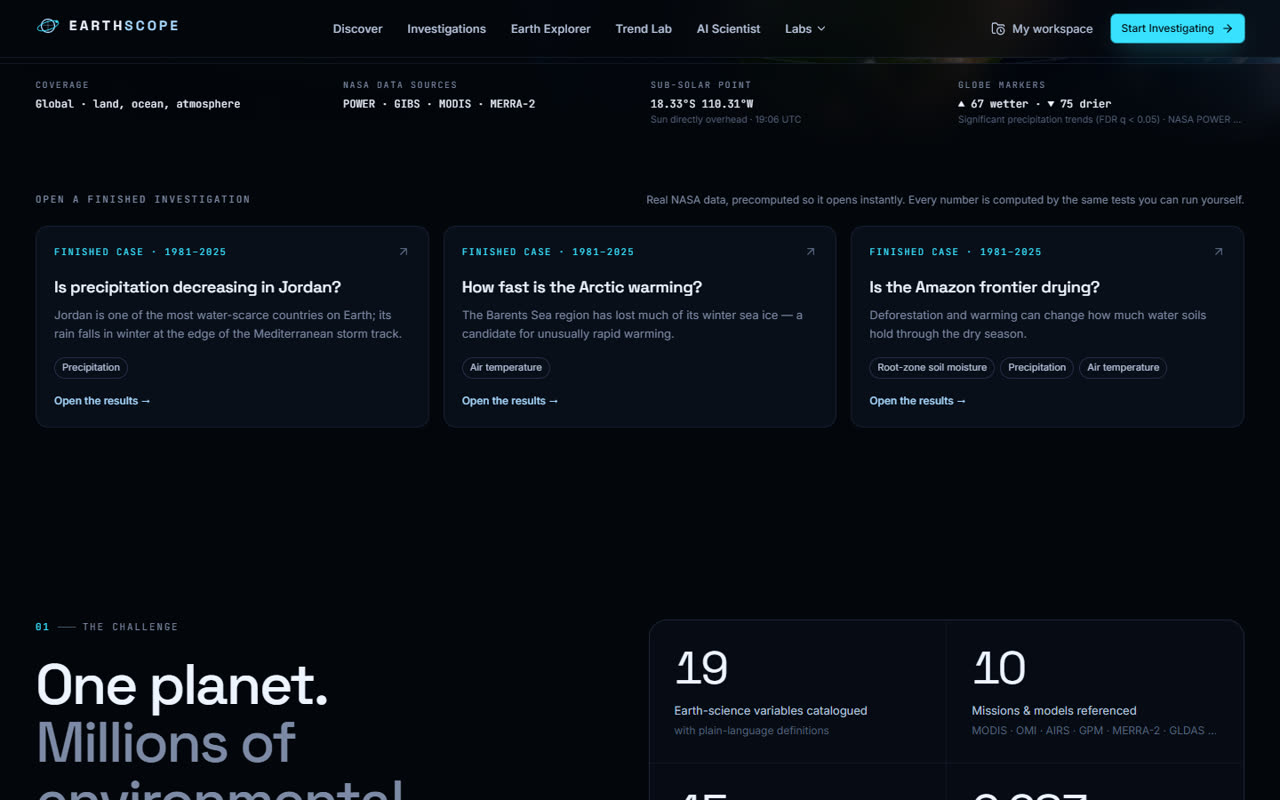 EARTHSCOPE
Discover
Investigations
Earth Explorer
Trend Lab
AI Scientist
Labs
My workspace
Start Investigating →
COVERAGE
Global · land, ocean, atmosphere
NASA DATA SOURCES
POWER · GIBS · MODIS · MERRA-2
SUB-SOLAR POINT
18.33°S 110.31°W
Sun directly overhead · 19:06 UTC
GLOBE MARKERS
▲ 67 wetter · ▼ 75 drier
Significant precipitation trends (FDR q < 0.05) · NASA POWER …
OPEN A FINISHED INVESTIGATION
Real NASA data, precomputed so it opens instantly. Every number is computed by the same tests you can run yourself.
FINISHED CASE · 1981–2025
Is precipitation decreasing in Jordan?
Jordan is one of the most water-scarce countries on Earth; its
rain falls in winter at the edge of the Mediterranean storm track.
Precipitation
Open the results →
FINISHED CASE · 1981–2025
How fast is the Arctic warming?
The Barents Sea region has lost much of its winter sea ice — a
candidate for unusually rapid warming.
Air temperature
Open the results →
FINISHED CASE · 1981–2025
Is the Amazon frontier drying?
Deforestation and warming can change how much water soils
hold through the dry season.
Root-zone soil moisture
Precipitation
Air temperature
Open the results →
01 — THE CHALLENGE
One planet.
Millions of
environmental
19
Earth-science variables catalogued
with plain-language definitions
10
Missions & models referenced
MODIS · OMI · AIRS · GPM · MERRA-2 · GLDAS …